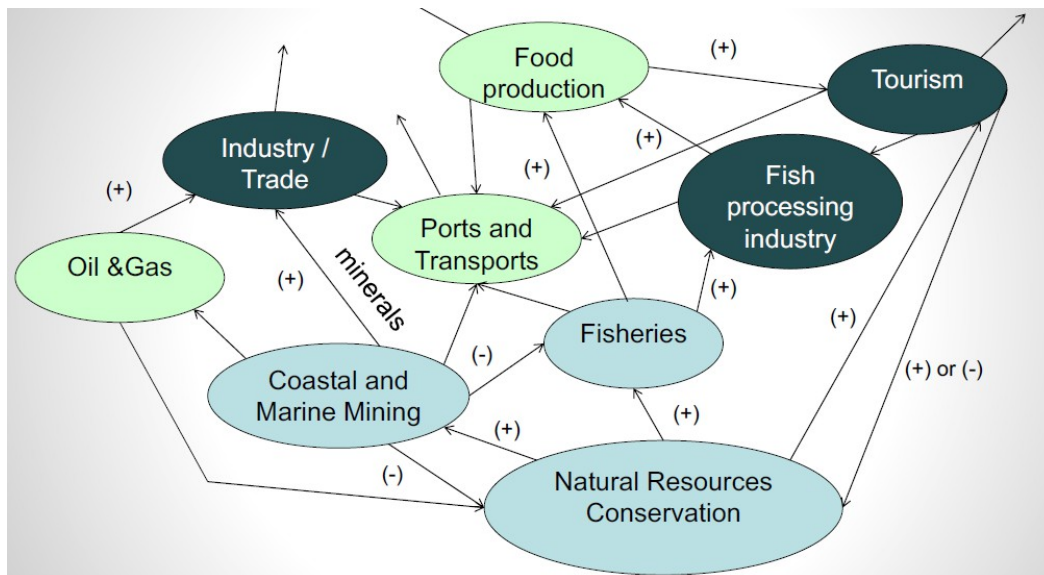 Food
production
(+)
Tourism
Industry /
Trade
(+)
(+)
Fish
processing
industry
(+)
Ports and
Transports
Oil &Gas
(+)
minerals
(+)
Fisheries
(+)
(-)
(+) or (-)
Coastal and
Marine Mining
(+)
(+)
(-)
Natural Resources
Conservation